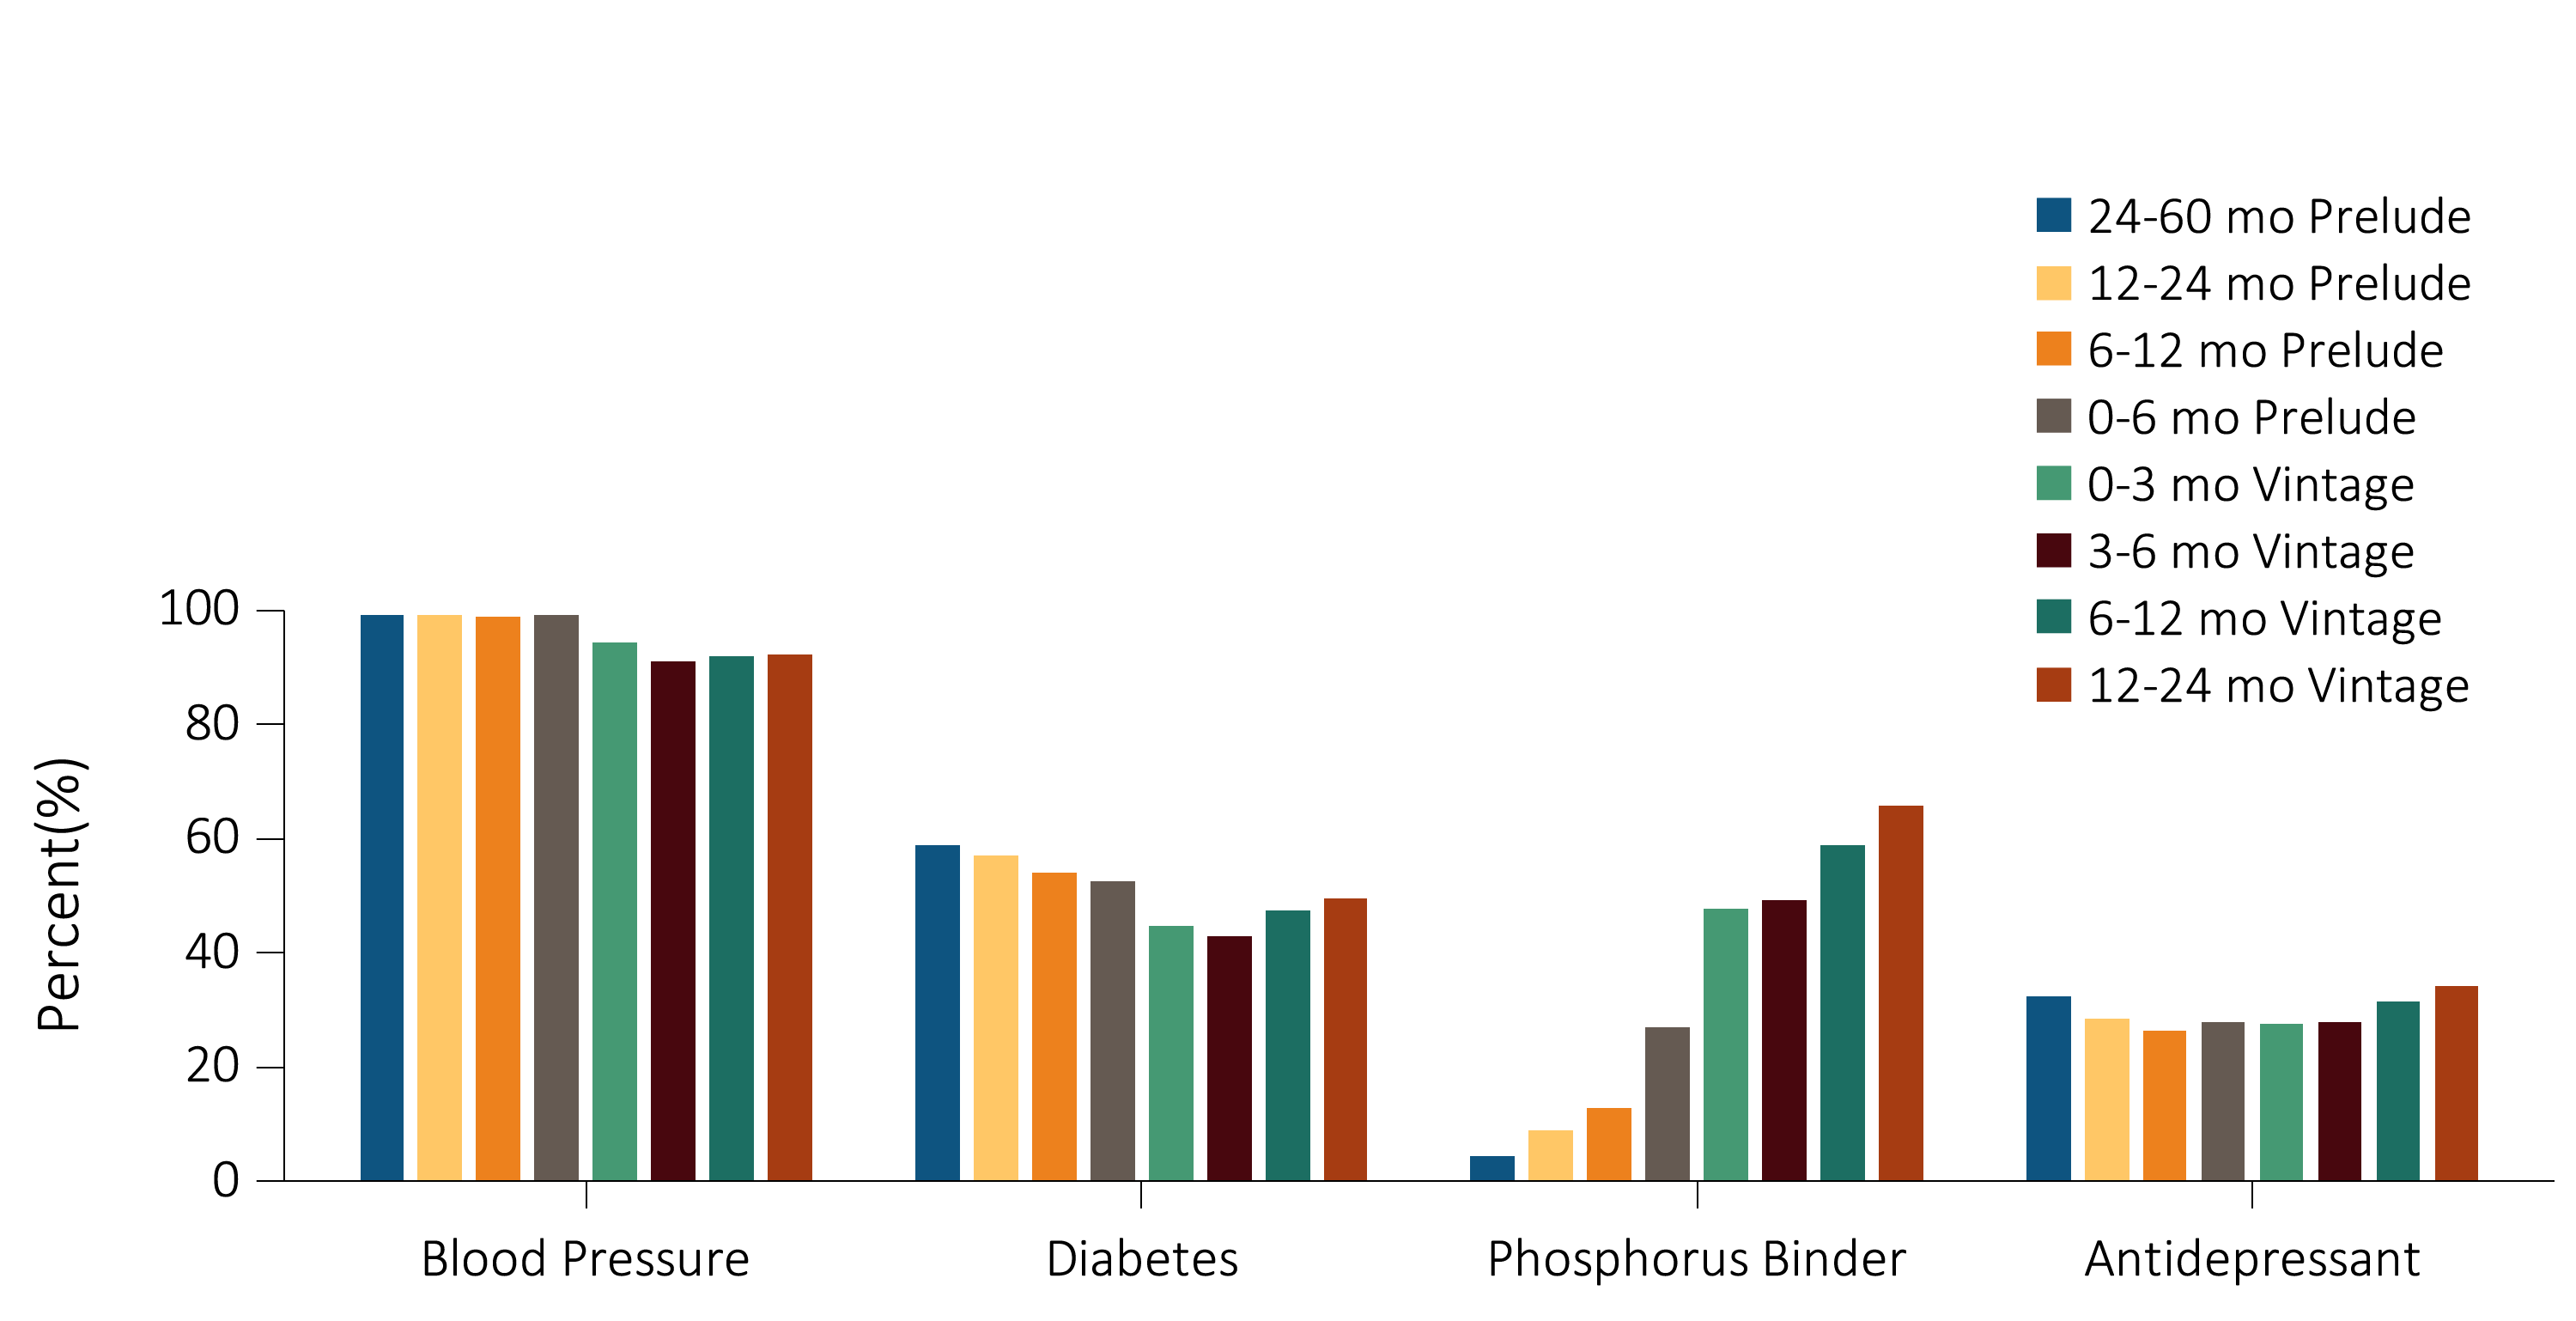 24-60 mo Prelude
12-24 mo Prelude
6-12 mo Prelude
0-6 mo Prelude
0-3 mo Vintage
3-6 mo Vintage
6-12 mo Vintage
12-24 mo Vintage
Percent(%)
100
80
60
40
20
0
Blood Pressure
Diabetes
Phosphorus Binder
Antidepressant